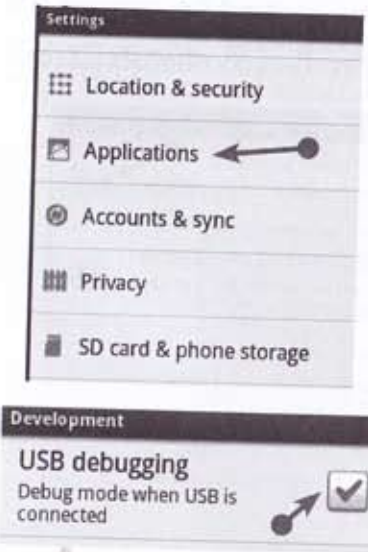 Settings
Location & security
Applications
Accounts & sync
Privacy
SD card & phone storage
Development
USB debugging
Debug mode when USB is
connected